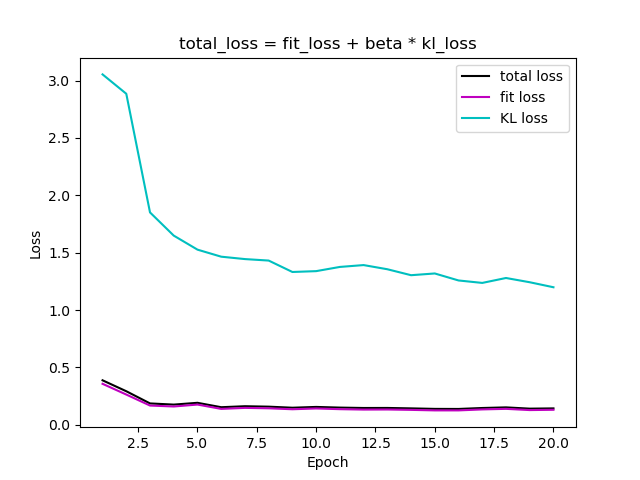 total_loss = fit_loss + beta * kl_loss
total loss
fit loss
KL loss
3.0
2.5
2.0
1.5
1.0
0.5
0.0
Loss
2.5 5.0 7.5 10.0 12.5 15.0 17.5 20.0
Epoch